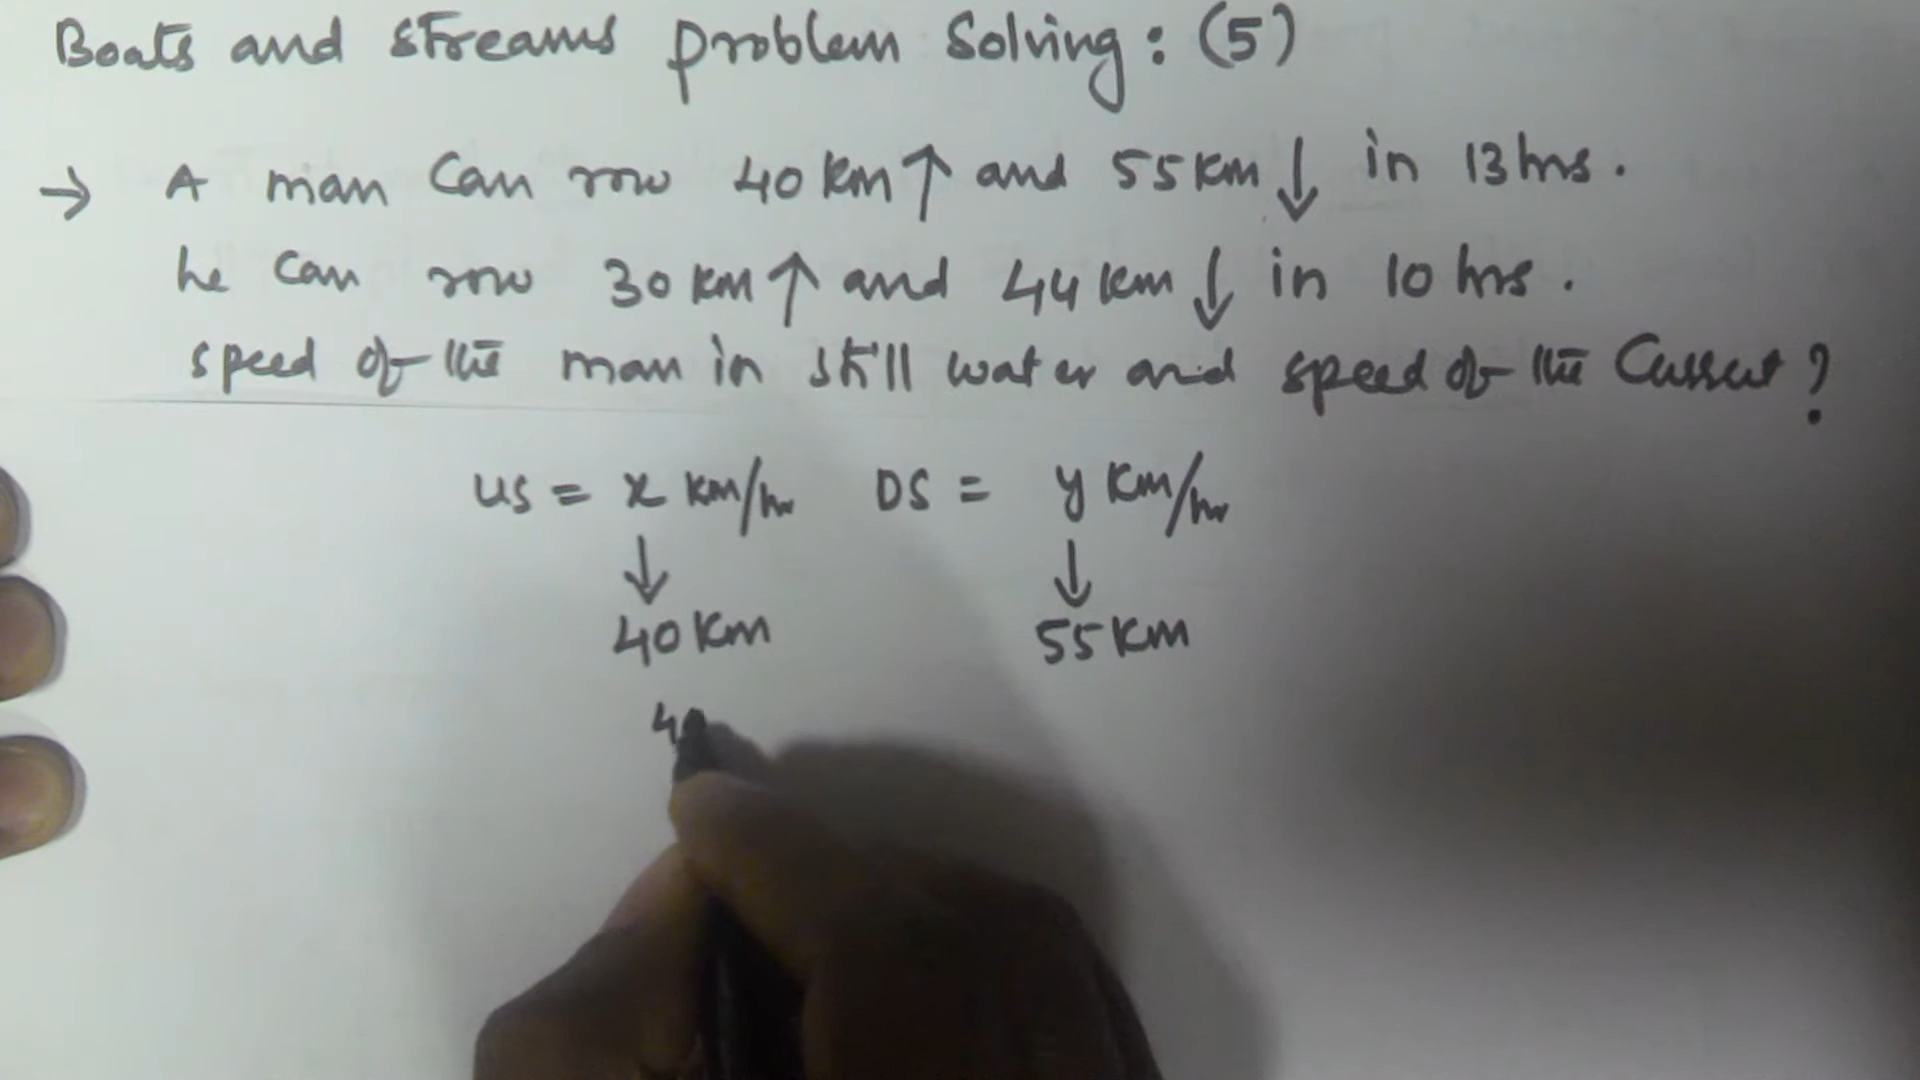 Boats and streams problem solving: (5)
→ A man can row 40 km ↑ and 55 km ↓ in 13 hrs.
he can row 30 km ↑ and 44 km ↓ in 10 hrs.
speed of the man in still water and speed of the Current ?
US = x km/hr DS = y km/hr
↓ ↓
40 km 55 km
40